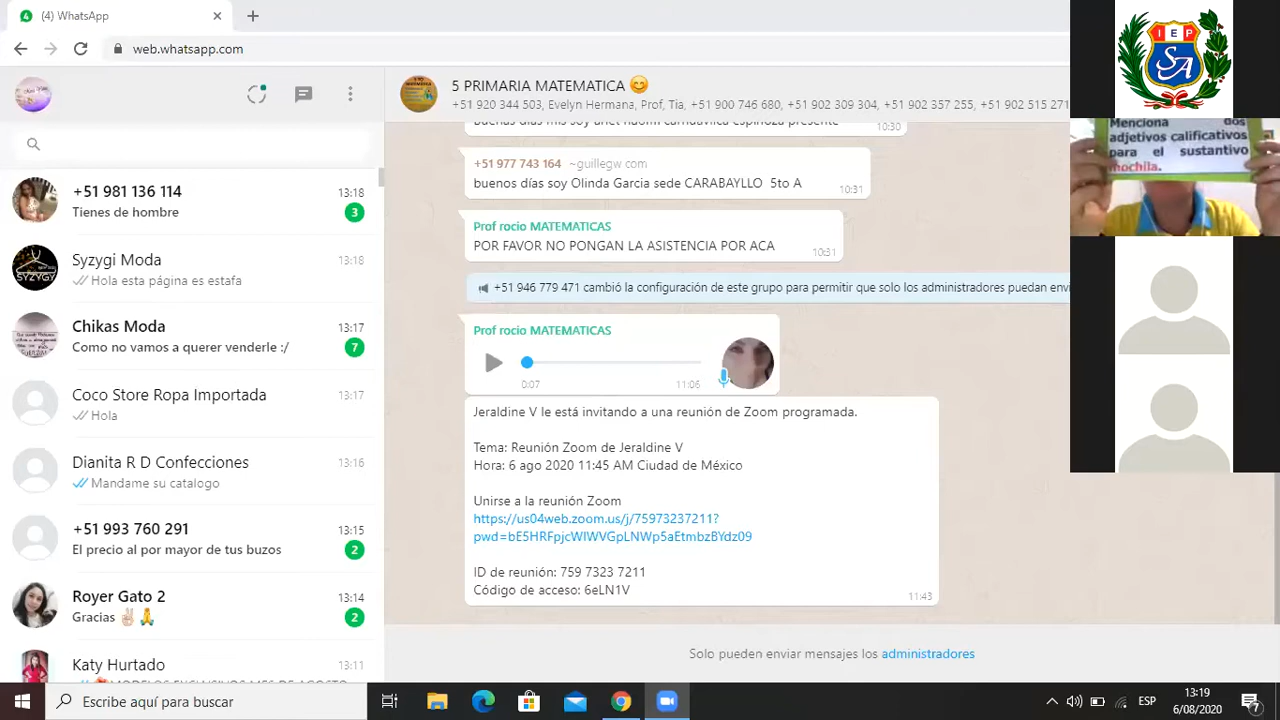 (4) WhatsApp
web.whatsapp.com
+51 981 136 114
13:18
Tienes de hombre
3
Syzygi Moda
13:18
Hola esta página es estafa
Chikas Moda
13:17
Como no vamos a querer venderle :/
7
Coco Store Ropa Importada
13:17
Hola
Dianita R D Confecciones
13:16
Mandame su catalogo
+51 993 760 291
13:15
El precio al por mayor de tus buzos
2
Royer Gato 2
13:14
Gracias ✌🏻🙏
2
Katy Hurtado
13:11
5 PRIMARIA MATEMATICA 😊
+51 920 344 503, Evelyn Hermana, Prof, Tia, +51 900 746 680, +51 902 309 304, +51 902 357 255, +51 902 515 271
10:30
+51 977 743 164 ~guillegw com
buenos días soy Olinda Garcia sede CARABAYLLO 5to A
10:31
Prof rocio MATEMATICAS
POR FAVOR NO PONGAN LA ASISTENCIA POR ACA
10:31
+51 946 779 471 cambió la configuración de este grupo para permitir que solo los administradores puedan envi
Prof rocio MATEMATICAS
0:07
11:06
Jeraldine V le está invitando a una reunión de Zoom programada.
Tema: Reunión Zoom de Jeraldine V
Hora: 6 ago 2020 11:45 AM Ciudad de México
Unirse a la reunión Zoom
https://us04web.zoom.us/j/75973237211?
pwd=bE5HRFpjcWlWVGpLNWp5aEtmbzBYdz09
ID de reunión: 759 7323 7211
Código de acceso: 6eLN1V
11:43
Solo pueden enviar mensajes los administradores
IEP
SA
Menciona dos
adjetivos calificativos
para el sustantivo
mochila.
Escribe aquí para buscar
ESP
13:19
6/08/2020
7